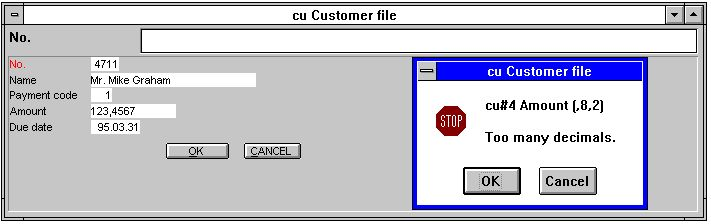 cu Customer file
No.
No. 4711
Name Mr. Mike Graham
Payment code 1
Amount 123,4567
Due date 95.03.31
OK CANCEL
cu Customer file
cu#4 Amount (,8,2)
STOP
Too many decimals.
OK Cancel